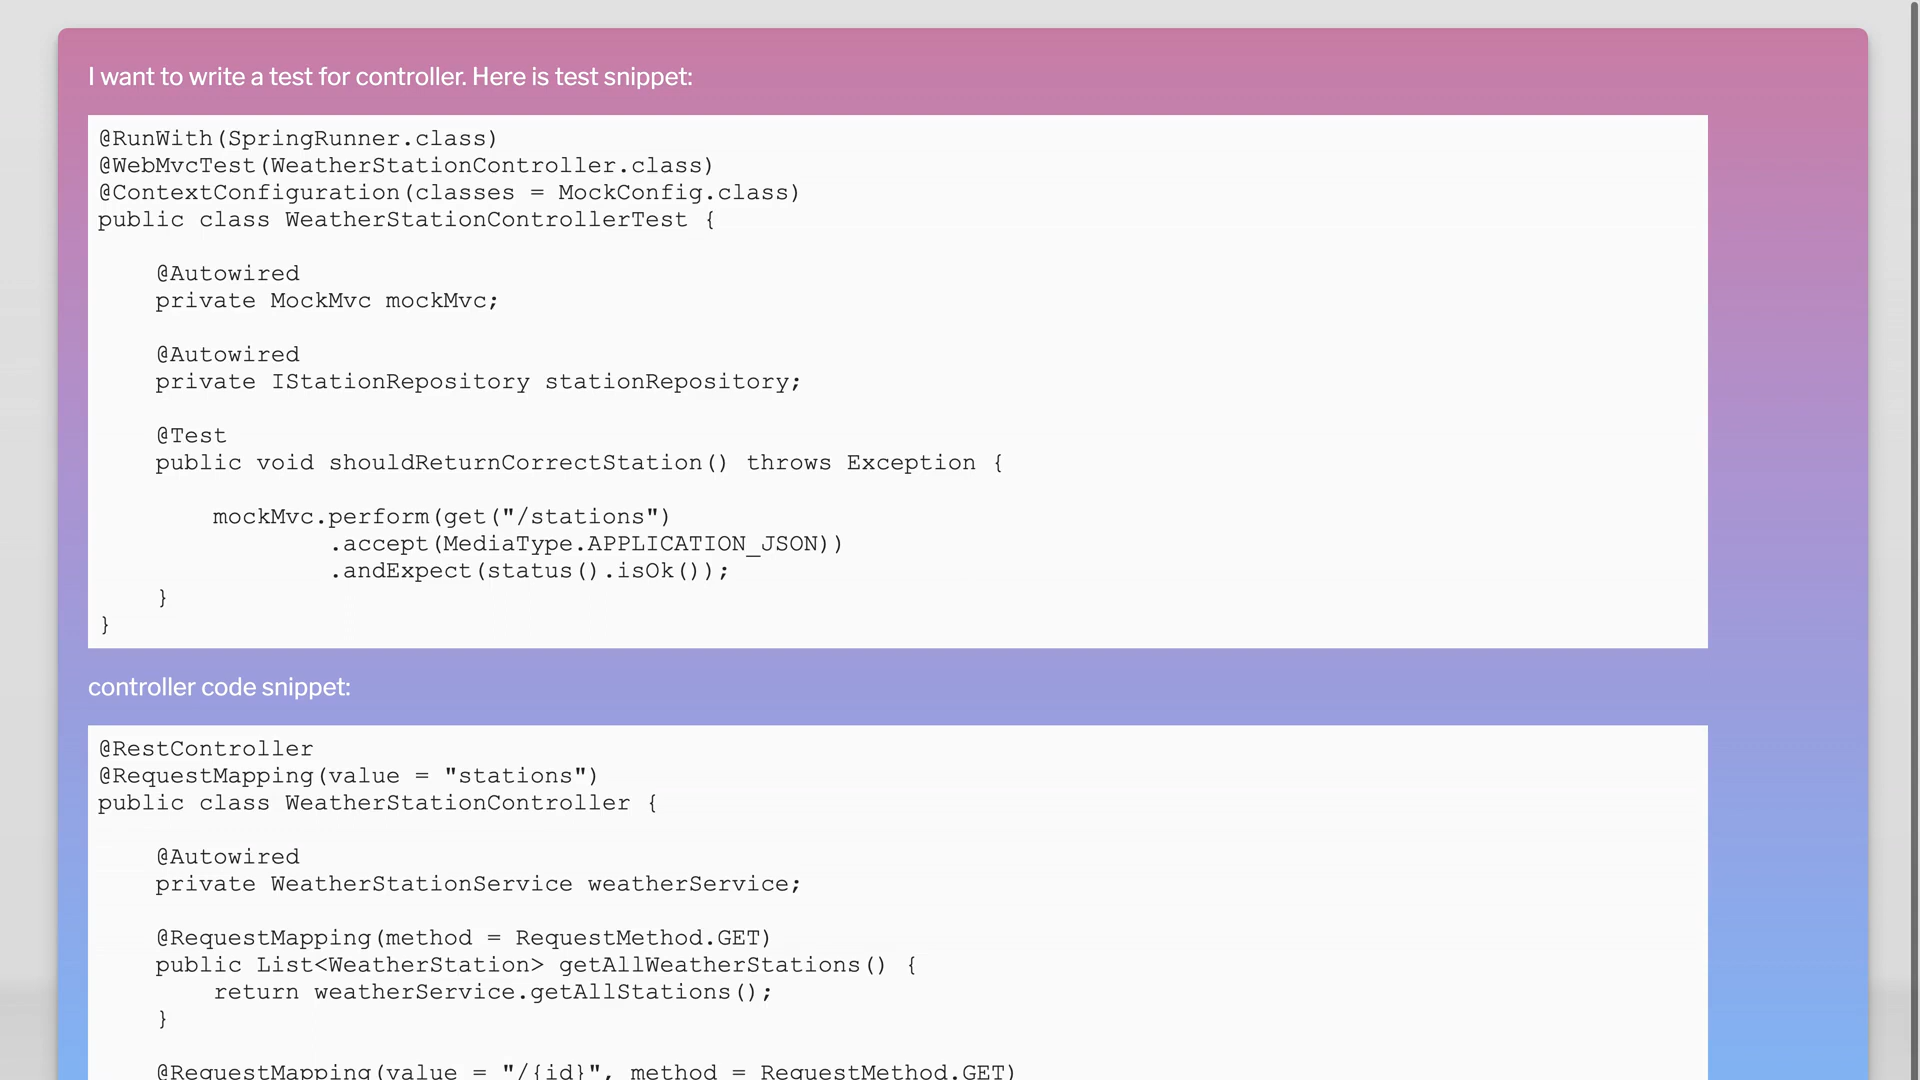 I want to write a test for controller. Here is test snippet:
@RunWith(SpringRunner.class)
@WebMvcTest(WeatherStationController.class)
@ContextConfiguration(classes = MockConfig.class)
public class WeatherStationControllerTest {
@Autowired
private MockMvc mockMvc;
@Autowired
private IStationRepository stationRepository;
@Test
public void shouldReturnCorrectStation() throws Exception {
mockMvc.perform(get("/stations")
.accept(MediaType.APPLICATION_JSON))
.andExpect(status().isOk());
}
}
controller code snippet:
@RestController
@RequestMapping(value = "stations")
public class WeatherStationController {
@Autowired
private WeatherStationService weatherService;
@RequestMapping(method = RequestMethod.GET)
public List<WeatherStation> getAllWeatherStations() {
return weatherService.getAllStations();
}
@RequestMapping(value = "/{id}", method = RequestMethod.GET)